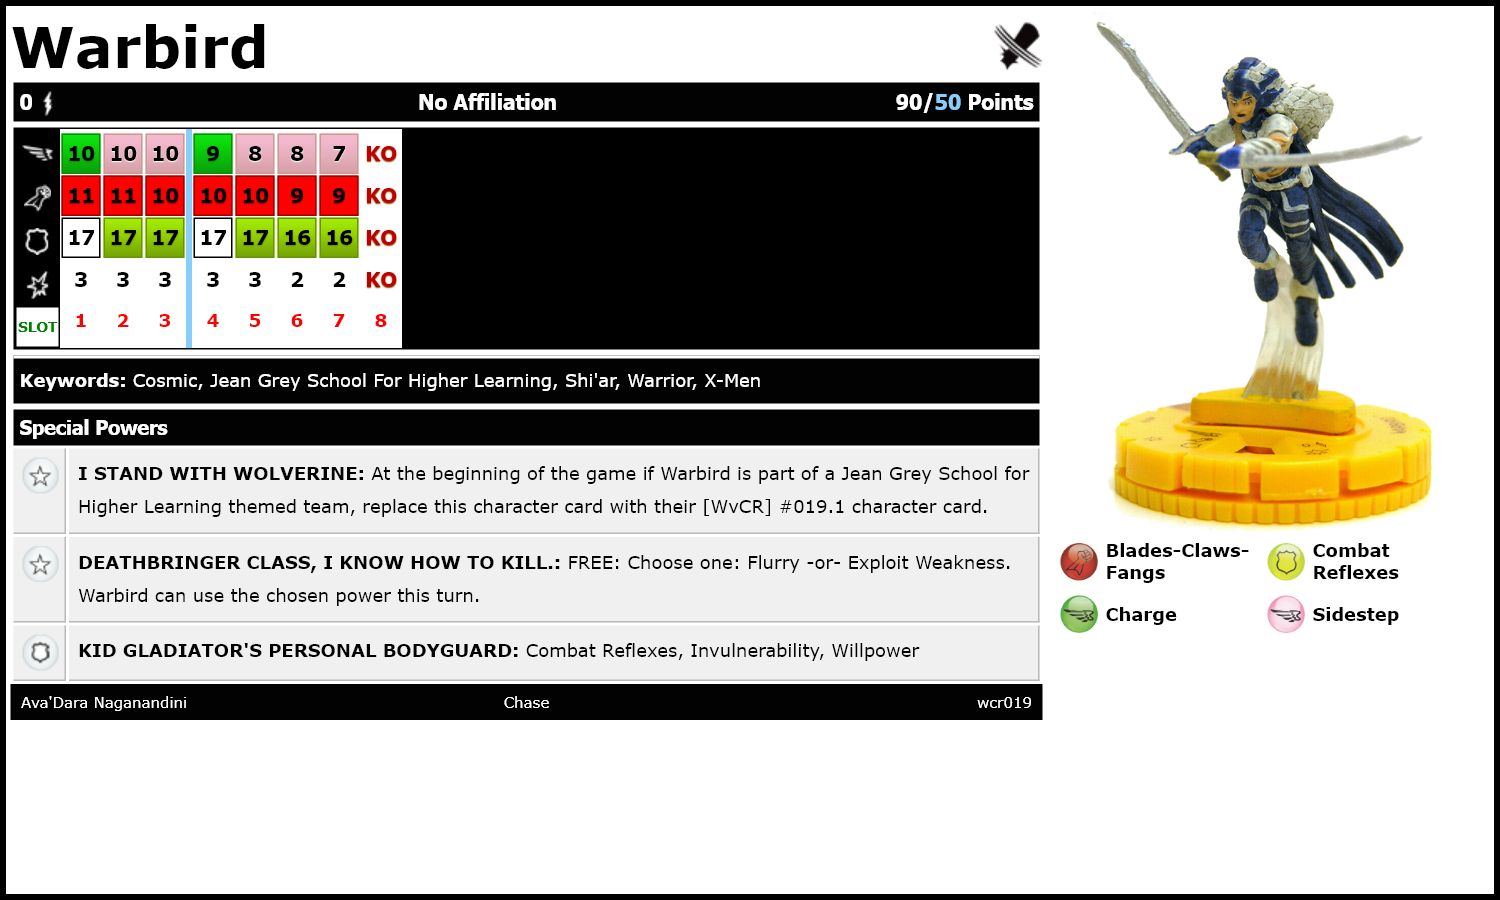 Warbird
0 No Affiliation 90/50 Points
10 10 10 9 8 8 7 KO
11 11 10 10 10 9 9 KO
17 17 17 17 17 16 16 KO
3 3 3 3 3 2 2 KO
SLOT 1 2 3 4 5 6 7 8
Keywords: Cosmic, Jean Grey School For Higher Learning, Shi'ar, Warrior, X-Men
Special Powers
I STAND WITH WOLVERINE: At the beginning of the game if Warbird is part of a Jean Grey School for
Higher Learning themed team, replace this character card with their [WvCR] #019.1 character card.
DEATHBRINGER CLASS, I KNOW HOW TO KILL.: FREE: Choose one: Flurry -or- Exploit Weakness.
Warbird can use the chosen power this turn.
KID GLADIATOR'S PERSONAL BODYGUARD: Combat Reflexes, Invulnerability, Willpower
Ava'Dara Naganandini Chase wcr019
Blades-Claws-
Fangs
Combat
Reflexes
Charge
Sidestep